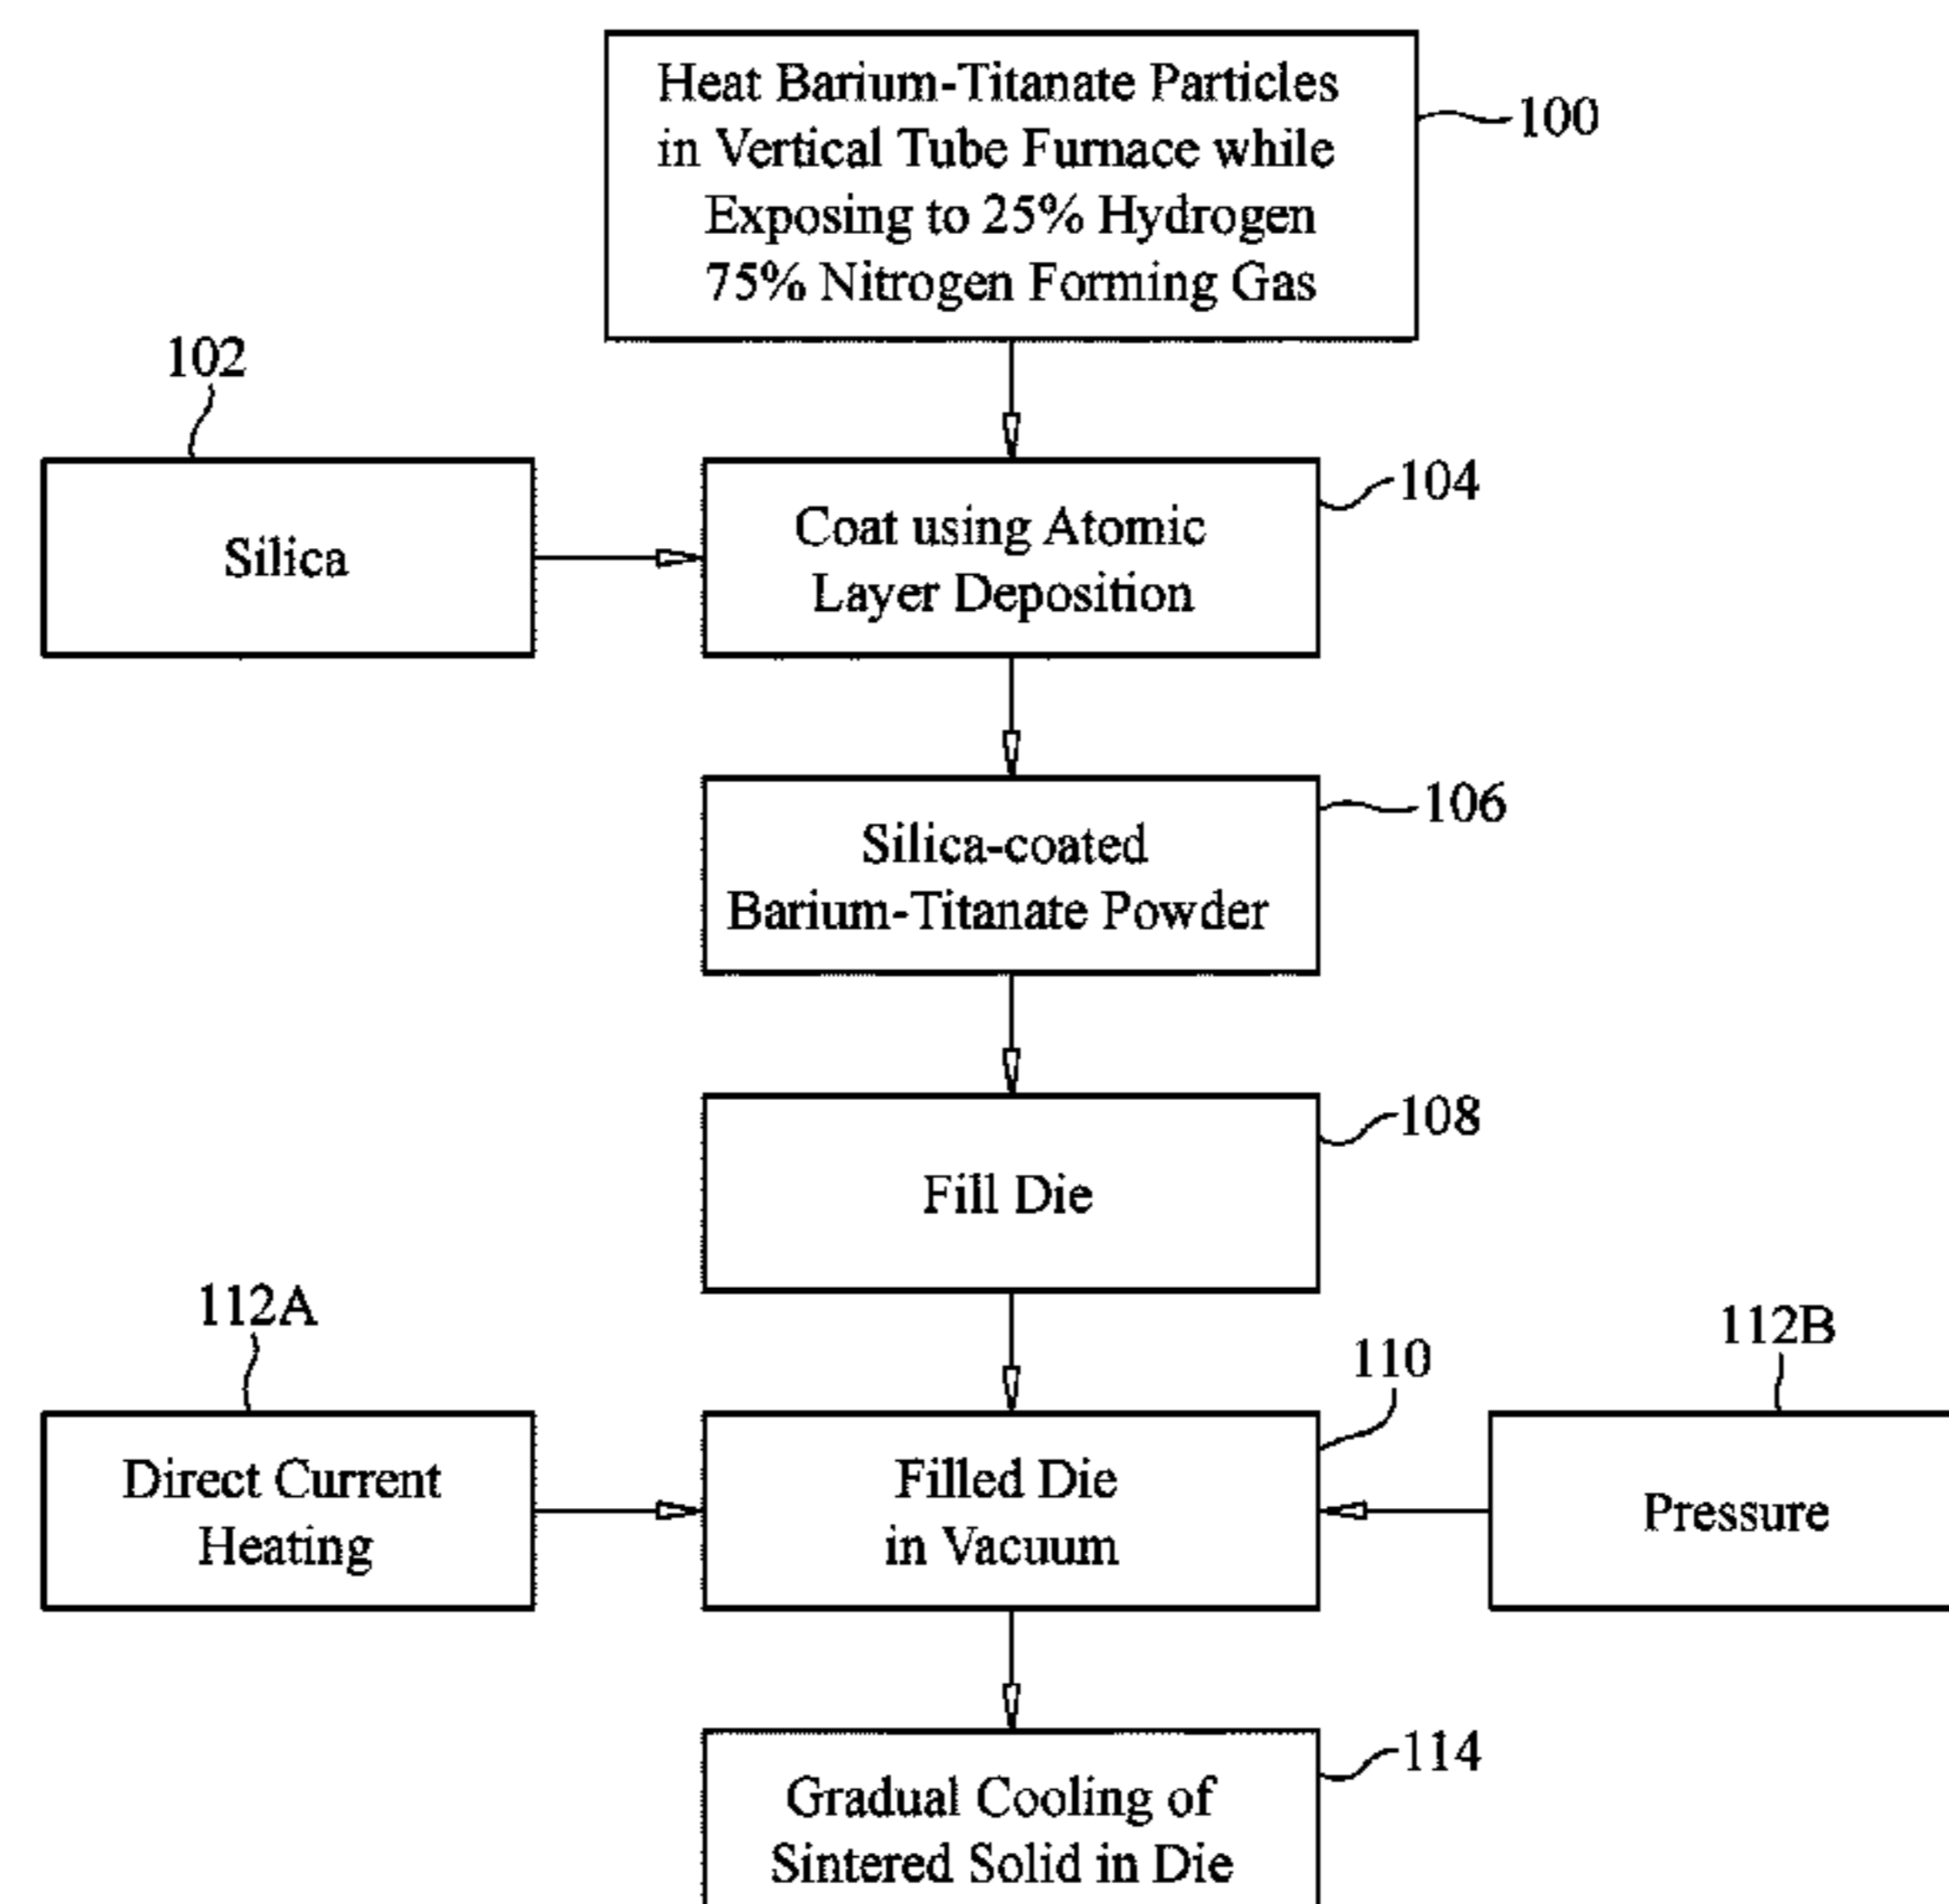 Heat Barium-Titanate Particles
in Vertical Tube Furnace while
Exposing to 25% Hydrogen
75% Nitrogen Forming Gas
100
102
Silica
Coat using Atomic
Layer Deposition
104
Silica-coated
Barium-Titanate Powder
106
Fill Die
108
112A
Direct Current
Heating
Filled Die
in Vacuum
110
112B
Pressure
Gradual Cooling of
Sintered Solid in Die
114